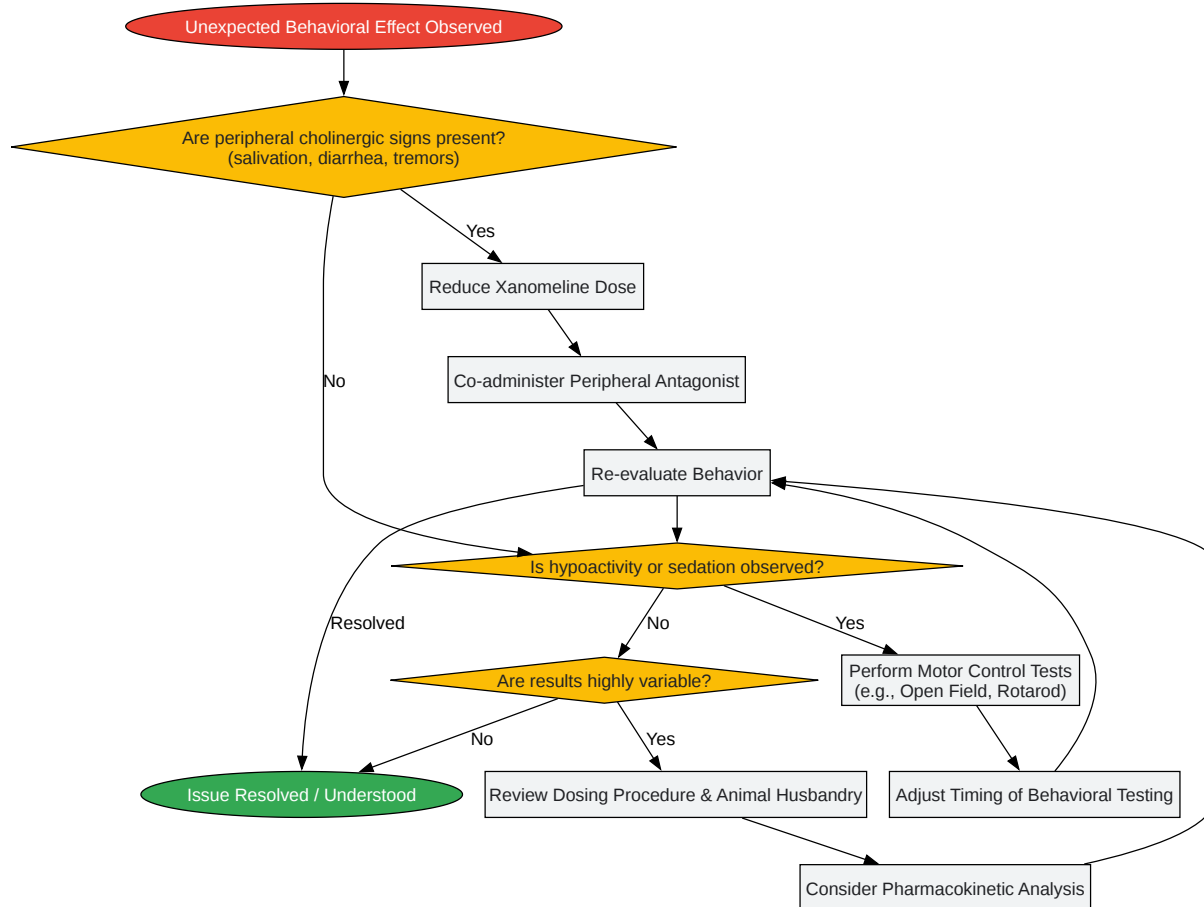 Unexpected Behavioral Effect Observed
Are peripheral cholinergic signs present?
(salivation, diarrhea, tremors)
Yes
Reduce Xanomeline Dose
No
Co-administer Peripheral Antagonist
Re-evaluate Behavior
Is hypoactivity or sedation observed?
Resolved
No
Yes
Perform Motor Control Tests
(e.g., Open Field, Rotarod)
Are results highly variable?
No
Yes
Issue Resolved / Understood
Review Dosing Procedure & Animal Husbandry
Adjust Timing of Behavioral Testing
Consider Pharmacokinetic Analysis